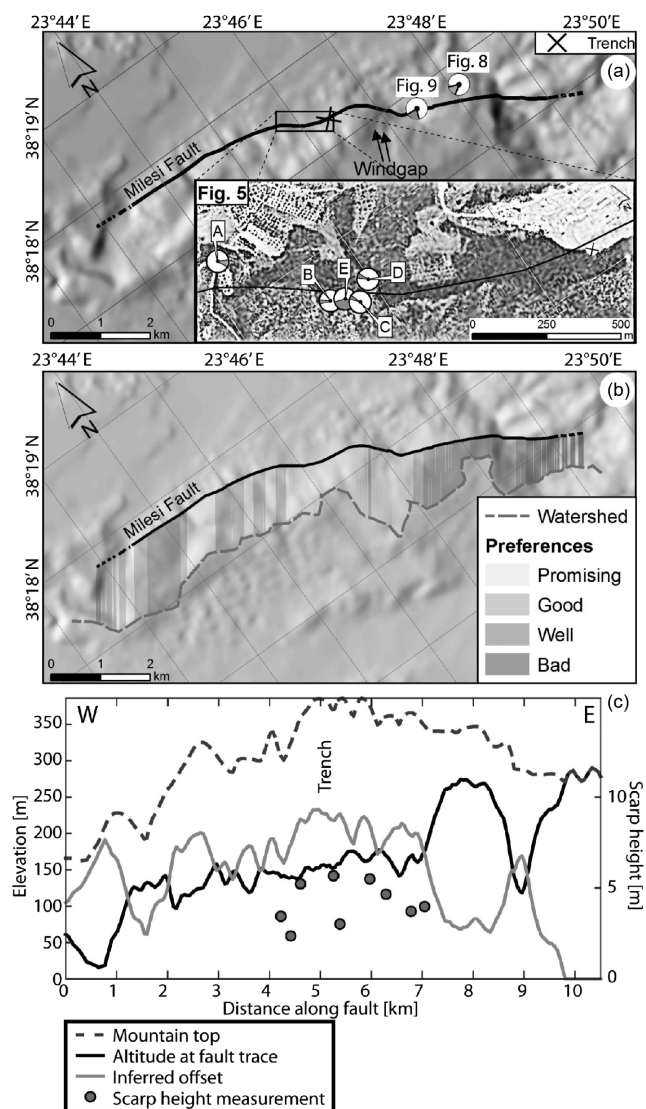 23°44′E 23°46′E 23°48′E 23°50′E
Trench
(a)
N
Fig. 8
Fig. 9
38°19′N
Milesi Fault
Windgap
Fig. 5
A
B
E
D
C
38°18′N
0 1 2
km
0 250 500
m
23°44′E 23°46′E 23°48′E 23°50′E
(b)
N
38°19′N
Milesi Fault
38°18′N
Watershed
Preferences
Promising
Good
Well
Bad
0 1 2
km
(c)
W E
Trench
Elevation [m]
350
300
250
200
150
100
50
0
Scarp height [m]
10
5
0
0 1 2 3 4 5 6 7 8 9 10
Distance along fault [km]
Mountain top
Altitude at fault trace
Inferred offset
Scarp height measurement